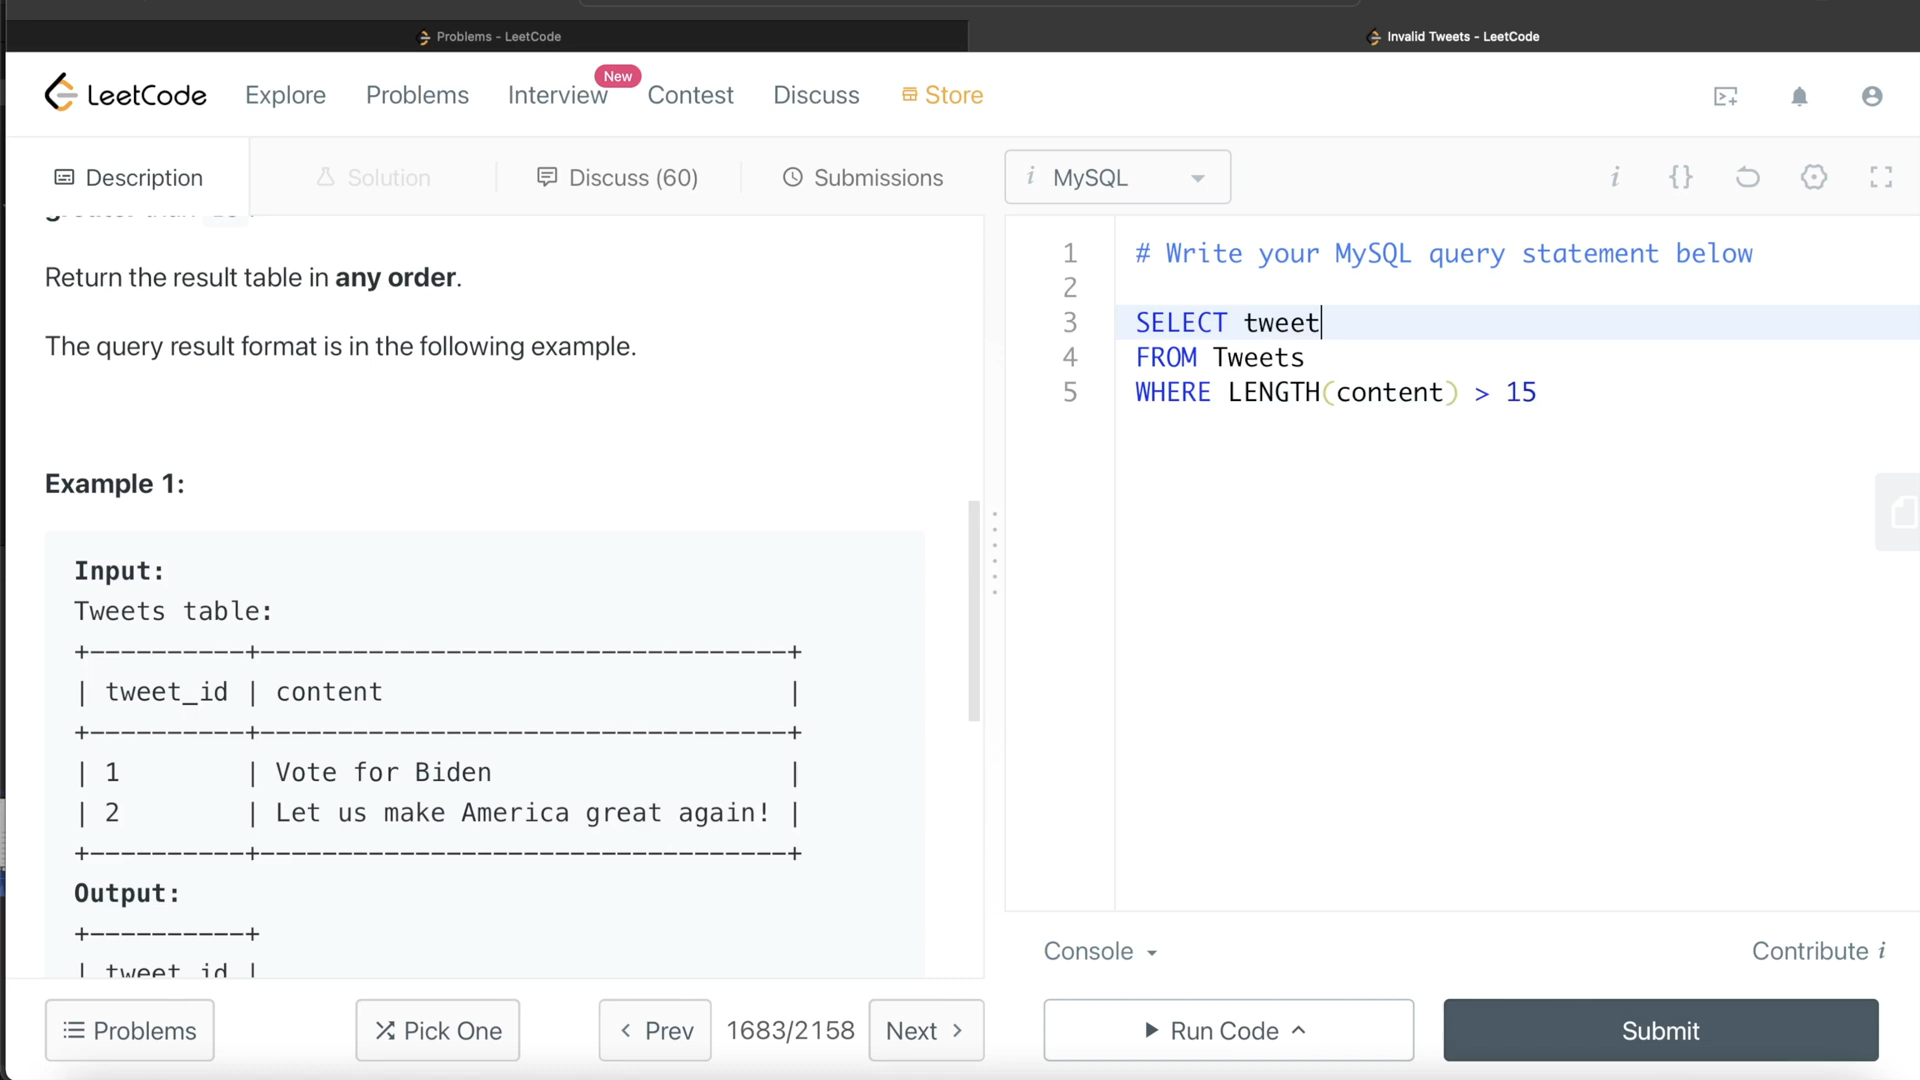 Problems - LeetCode
Invalid Tweets - LeetCode
LeetCode Explore Problems Interview New Contest Discuss Store
Description Solution Discuss (60) Submissions
i MySQL
Return the result table in any order.
The query result format is in the following example.
Example 1:
Input:
Tweets table:
+----------+----------------------------------+
| tweet_id | content                          |
+----------+----------------------------------+
| 1        | Vote for Biden                   |
| 2        | Let us make America great again! |
+----------+----------------------------------+
Output:
+----------+
| tweet_id |
1 # Write your MySQL query statement below
2
3 SELECT tweet
4 FROM Tweets
5 WHERE LENGTH(content) > 15
Console
Contribute i
Problems Pick One < Prev 1683/2158 Next >
Run Code
Submit